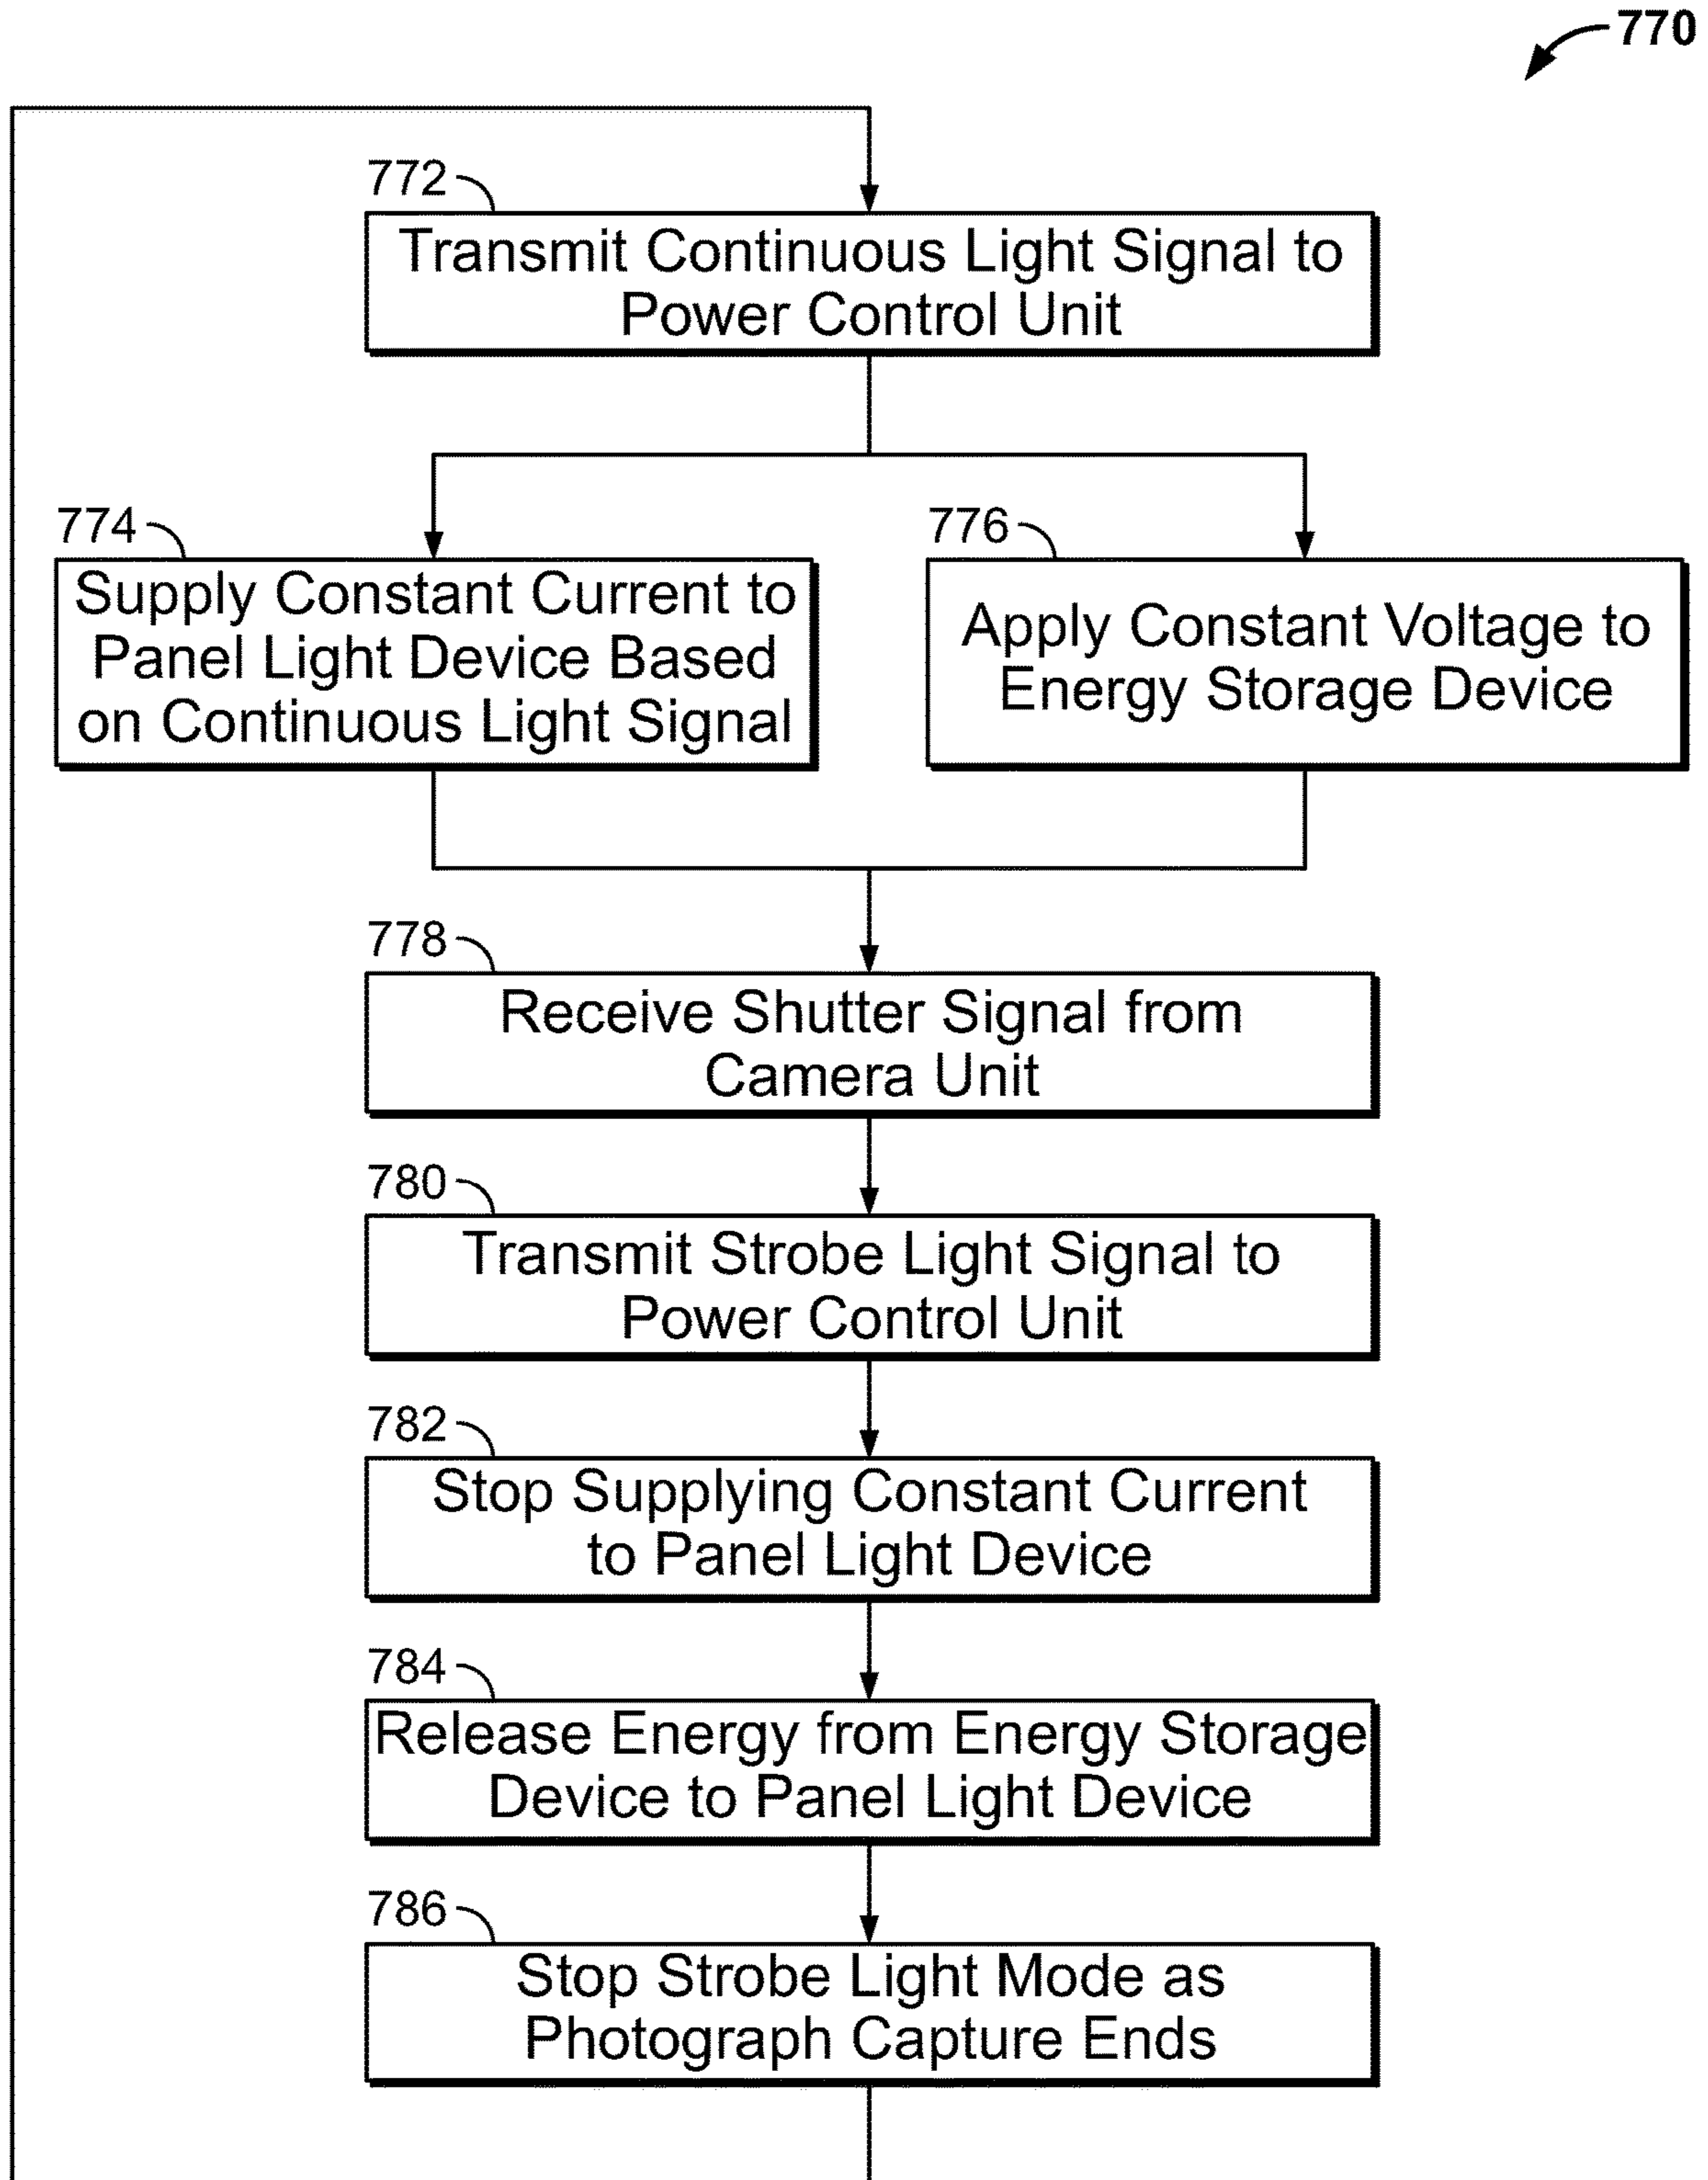 770
772
Transmit Continuous Light Signal to
Power Control Unit
774
Supply Constant Current to
Panel Light Device Based
on Continuous Light Signal
776
Apply Constant Voltage to
Energy Storage Device
778
Receive Shutter Signal from
Camera Unit
780
Transmit Strobe Light Signal to
Power Control Unit
782
Stop Supplying Constant Current
to Panel Light Device
784
Release Energy from Energy Storage
Device to Panel Light Device
786
Stop Strobe Light Mode as
Photograph Capture Ends